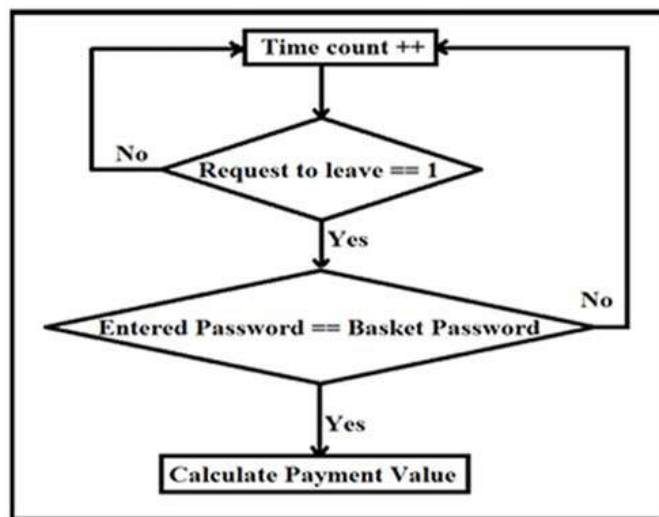 Time count ++
No
Request to leave == 1
Yes
No
Entered Password == Basket Password
Yes
Calculate Payment Value